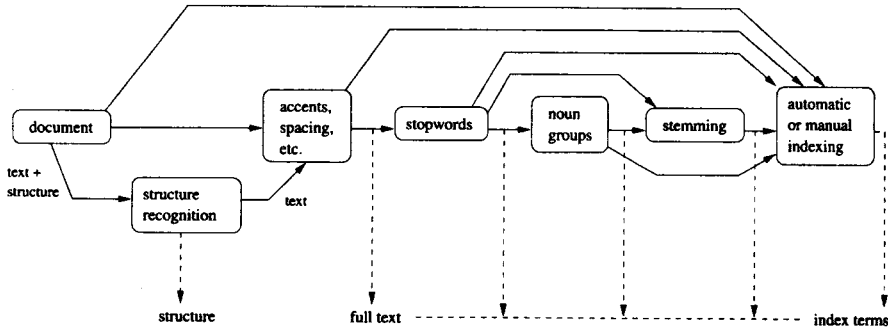 document
text +
structure
structure
recognition
text
accents,
spacing,
etc.
stopwords
noun
groups
stemming
automatic
or manual
indexing
structure
full text
index terms